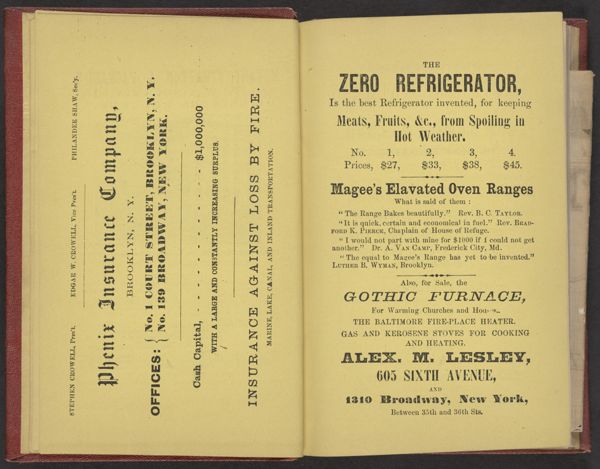 STEPHEN CROWELL, Pres't. EDGAR W. CROWELL, Vice Pres't. PHILANDER SHAW, Sec'y.
Phenix Insurance Company,
BROOKLYN, N. Y.
OFFICES: { No. 1 COURT STREET, BROOKLYN, N. Y.
No. 139 BROADWAY, NEW YORK.
Cash Capital, - - - - - - - - - - $1,000,000
WITH A LARGE AND CONSTANTLY INCREASING SURPLUS.
INSURANCE AGAINST LOSS BY FIRE.
MARINE, LAKE, CANAL, AND INLAND TRANSPORTATION.
THE
ZERO REFRIGERATOR,
Is the best Refrigerator invented, for keeping
Meats, Fruits, &c., from Spoiling in
Hot Weather.
No. 1, 2, 3, 4.
Prices, $27, $33, $38, $45.
Magee's Elavated Oven Ranges
What is said of them :
"The Range Bakes beautifully." REV. B. C. TAYLOR.
"It is quick, certain and economical in fuel." REV. BRAD-
FORD K. PIERCE, Chaplain of House of Refuge.
"I would not part with mine for $1000 if I could not get
another." DR. A. VAN CAMP, Frederick City, Md.
"The equal to Magee's Range has yet to be invented."
LUTHER B. WYMAN, Brooklyn.
Also, for Sale, the
GOTHIC FURNACE,
For Warming Churches and
THE BALTIMORE FIRE-PLACE HEATER.
GAS AND KEROSENE STOVES FOR COOKING
AND HEATING.
ALEX. M. LESLEY,
605 SIXTH AVENUE,
AND
1310 Broadway, New York,
Between 35th and 36th Sts.